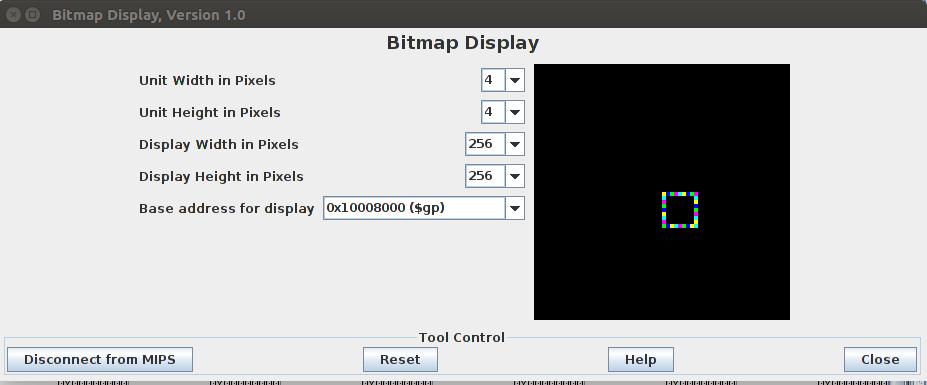 Bitmap Display, Version 1.0
Bitmap Display
Unit Width in Pixels 4
Unit Height in Pixels 4
Display Width in Pixels 256
Display Height in Pixels 256
Base address for display 0x10008000 ($gp)
Tool Control
Disconnect from MIPS Reset Help Close